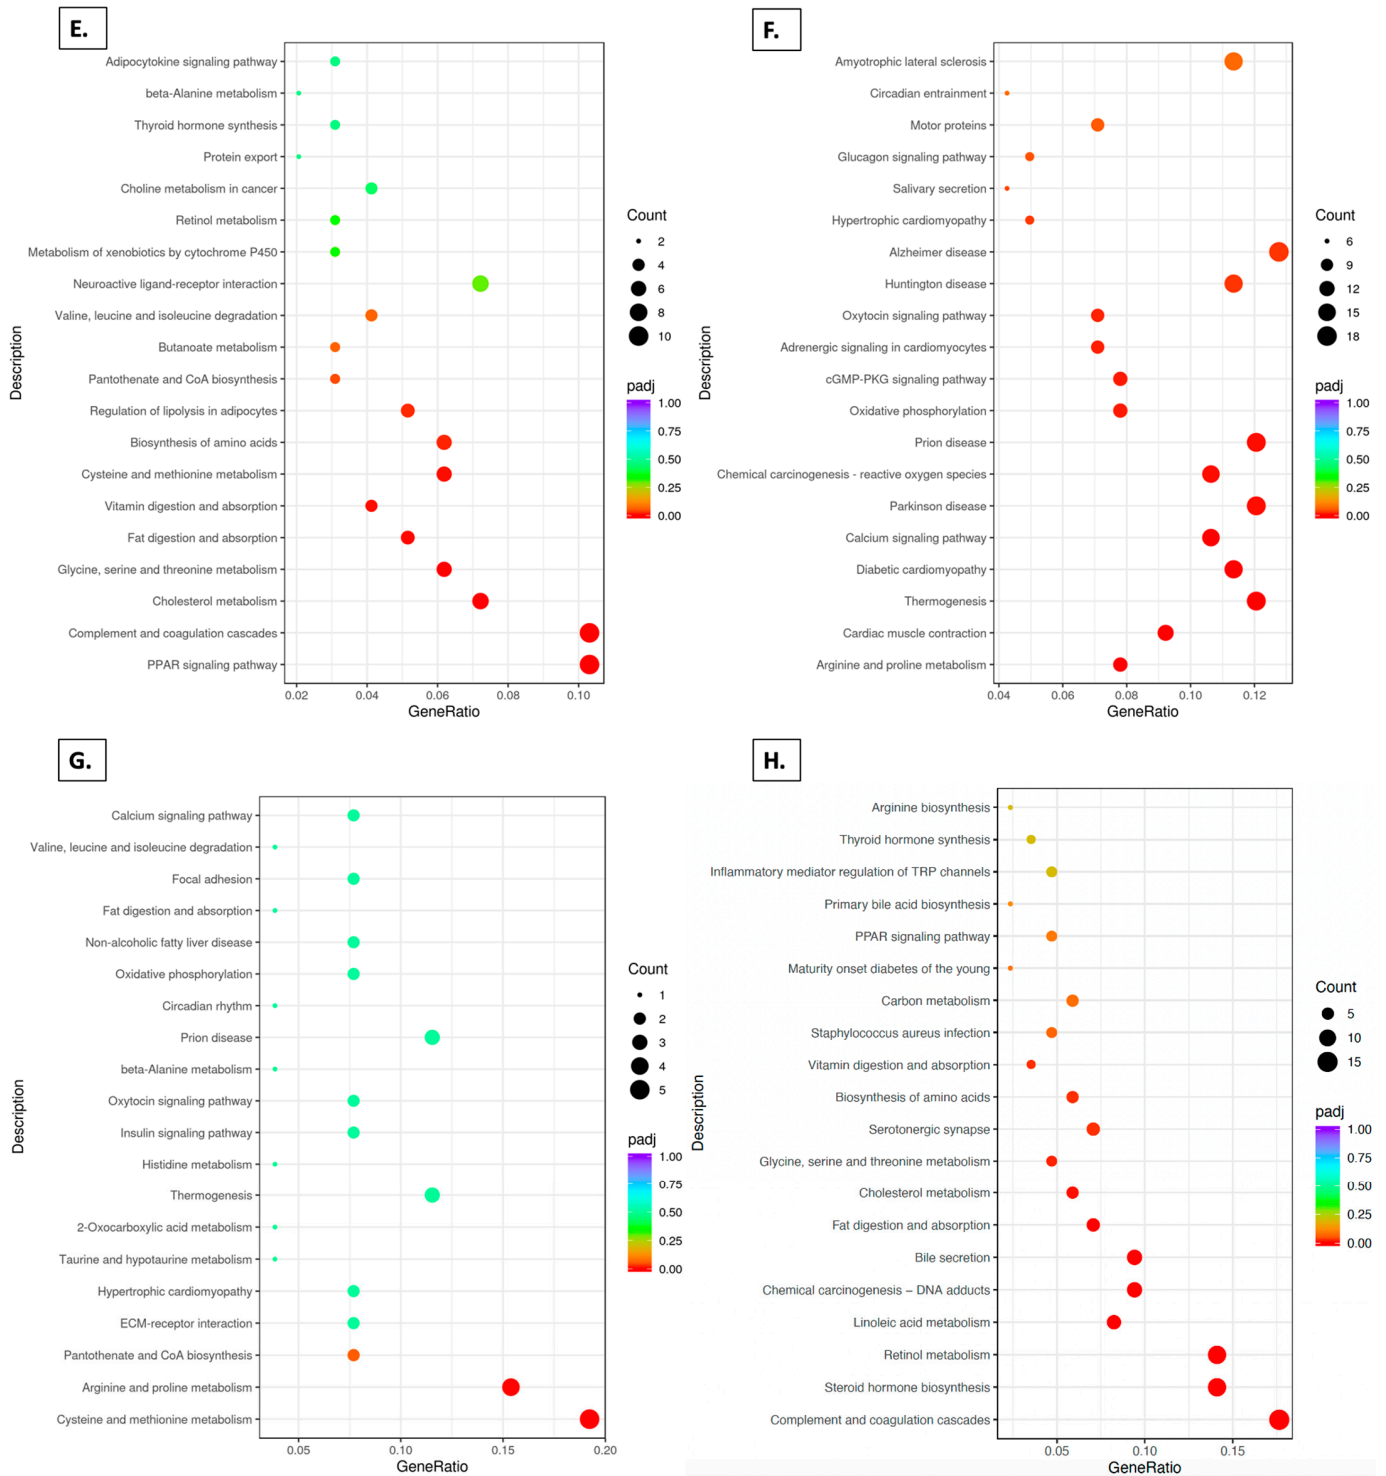 E.
Adipocytokine signaling pathway
beta-Alanine metabolism
Thyroid hormone synthesis
Protein export
Choline metabolism in cancer
Retinol metabolism
Metabolism of xenobiotics by cytochrome P450
Neuroactive ligand-receptor interaction
Valine, leucine and isoleucine degradation
Butanoate metabolism
Pantothenate and CoA biosynthesis
Regulation of lipolysis in adipocytes
Biosynthesis of amino acids
Cysteine and methionine metabolism
Vitamin digestion and absorption
Fat digestion and absorption
Glycine, serine and threonine metabolism
Cholesterol metabolism
Complement and coagulation cascades
PPAR signaling pathway
Description
0.02 0.04 0.06 0.08 0.10
GeneRatio
Count
2
4
6
8
10
padj
1.00
0.75
0.50
0.25
0.00
F.
Amyotrophic lateral sclerosis
Circadian entrainment
Motor proteins
Glucagon signaling pathway
Salivary secretion
Hypertrophic cardiomyopathy
Alzheimer disease
Huntington disease
Oxytocin signaling pathway
Adrenergic signaling in cardiomyocytes
cGMP-PKG signaling pathway
Oxidative phosphorylation
Prion disease
Chemical carcinogenesis - reactive oxygen species
Parkinson disease
Calcium signaling pathway
Diabetic cardiomyopathy
Thermogenesis
Cardiac muscle contraction
Arginine and proline metabolism
Description
0.04 0.06 0.08 0.10 0.12
GeneRatio
Count
6
9
12
15
18
padj
1.00
0.75
0.50
0.25
0.00
G.
Calcium signaling pathway
Valine, leucine and isoleucine degradation
Focal adhesion
Fat digestion and absorption
Non-alcoholic fatty liver disease
Oxidative phosphorylation
Circadian rhythm
Prion disease
beta-Alanine metabolism
Oxytocin signaling pathway
Insulin signaling pathway
Histidine metabolism
Thermogenesis
2-Oxocarboxylic acid metabolism
Taurine and hypotaurine metabolism
Hypertrophic cardiomyopathy
ECM-receptor interaction
Pantothenate and CoA biosynthesis
Arginine and proline metabolism
Cysteine and methionine metabolism
Description
0.05 0.10 0.15 0.20
GeneRatio
Count
1
2
3
4
5
padj
1.00
0.75
0.50
0.25
0.00
H.
Arginine biosynthesis
Thyroid hormone synthesis
Inflammatory mediator regulation of TRP channels
Primary bile acid biosynthesis
PPAR signaling pathway
Maturity onset diabetes of the young
Carbon metabolism
Staphylococcus aureus infection
Vitamin digestion and absorption
Biosynthesis of amino acids
Serotonergic synapse
Glycine, serine and threonine metabolism
Cholesterol metabolism
Fat digestion and absorption
Bile secretion
Chemical carcinogenesis – DNA adducts
Linoleic acid metabolism
Retinol metabolism
Steroid hormone biosynthesis
Complement and coagulation cascades
Description
0.05 0.10 0.15
GeneRatio
Count
5
10
15
padj
1.00
0.75
0.50
0.25
0.00